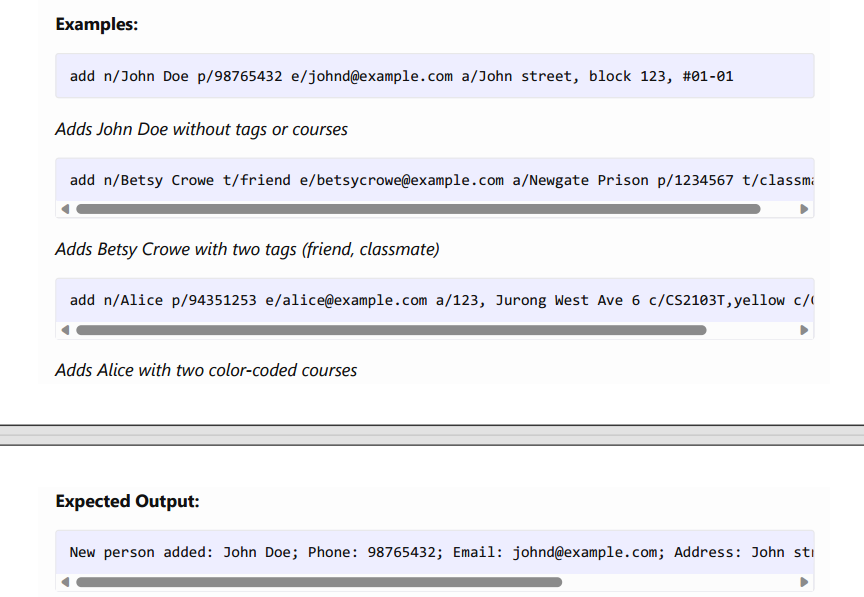 Examples:
add n/John Doe p/98765432 e/johnd@example.com a/John street, block 123, #01-01
Adds John Doe without tags or courses
add n/Betsy Crowe t/friend e/betsycrowe@example.com a/Newgate Prison p/1234567 t/classm
Adds Betsy Crowe with two tags (friend, classmate)
add n/Alice p/94351253 e/alice@example.com a/123, Jurong West Ave 6 c/CS2103T,yellow c/
Adds Alice with two color-coded courses
Expected Output:
New person added: John Doe; Phone: 98765432; Email: johnd@example.com; Address: John st